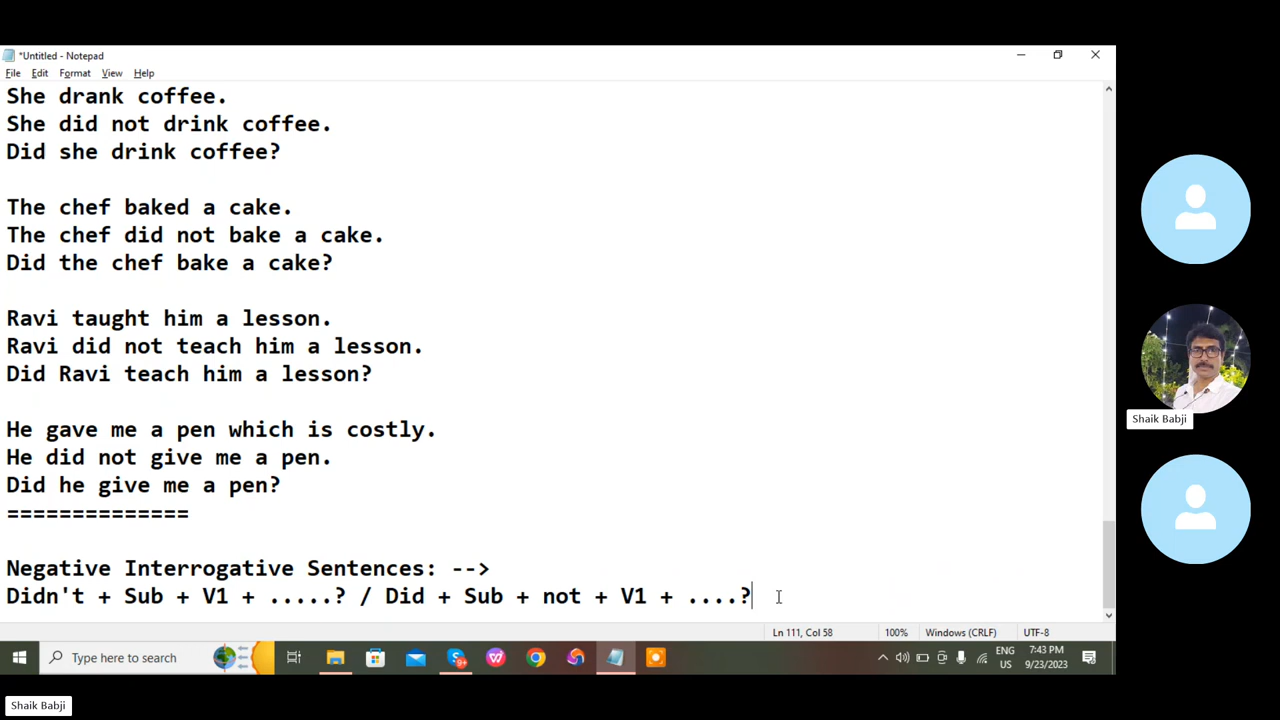 *Untitled - Notepad
File Edit Format View Help
She drank coffee.
She did not drink coffee.
Did she drink coffee?
The chef baked a cake.
The chef did not bake a cake.
Did the chef bake a cake?
Ravi taught him a lesson.
Ravi did not teach him a lesson.
Did Ravi teach him a lesson?
He gave me a pen which is costly.
He did not give me a pen.
Did he give me a pen?
==============
Negative Interrogative Sentences: -->
Didn't + Sub + V1 + .....? / Did + Sub + not + V1 + ....?
Shaik Babji
Ln 111, Col 58 100% Windows (CRLF) UTF-8
Type here to search
ENG
US
7:43 PM
9/23/2023
Shaik Babji